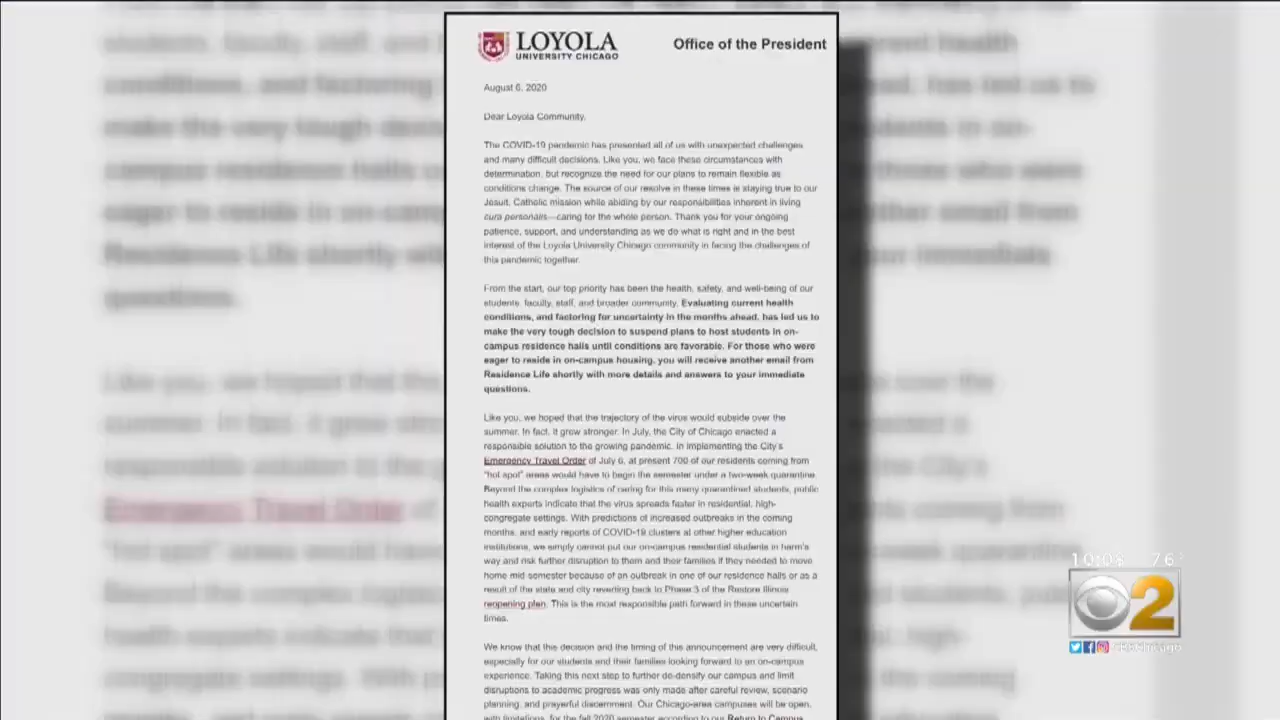 LOYOLA
UNIVERSITY CHICAGO
Office of the President
August 6, 2020
Dear Loyola Community,
The COVID-19 pandemic has presented all of us with unexpected challenges
and many difficult decisions. Like you, we face these circumstances with
determination, but recognize the need for our plans to remain flexible as
conditions change. The source of our resolve in these times is staying true to our
Jesuit, Catholic mission while abiding by our responsibilities inherent in living
cura personalis—caring for the whole person. Thank you for your ongoing
patience, support, and understanding as we do what is right and in the best
interest of the Loyola University Chicago community in facing the challenges of
this pandemic together.
From the start, our top priority has been the health, safety, and well-being of our
students, faculty, staff, and broader community. Evaluating current health
conditions, and factoring for uncertainty in the months ahead, has led us to
make the very tough decision to suspend plans to host students in on-
campus residence halls until conditions are favorable. For those who were
eager to reside in on-campus housing, you will receive another email from
Residence Life shortly with more details and answers to your immediate
questions.
Like you, we hoped that the trajectory of the virus would subside over the
summer. In fact, it grew stronger. In July, the City of Chicago enacted a
responsible solution to the growing pandemic. In implementing the City's
Emergency Travel Order of July 6, at present 700 of our residents coming from
"hot spot" areas would have to begin the semester under a two-week quarantine.
Beyond the complex logistics of caring for this many quarantined students, public
health experts indicate that the virus spreads faster in residential, high-
congregate settings. With predictions of increased outbreaks in the coming
months, and early reports of COVID-19 clusters at other higher education
institutions, we simply cannot put our on-campus residential students in harm's
way and risk further disruption to them and their families if they needed to move
home mid-semester because of an outbreak in one of our residence halls or as a
result of the state and city reverting back to Phase 3 of the Restore Illinois
reopening plan. This is the most responsible path forward in these uncertain
times.
We know that this decision and the timing of this announcement are very difficult,
especially for our students and their families looking forward to an on-campus
experience. Taking this next step to further de-densify our campus and limit
disruptions to academic progress was only made after careful review, scenario
planning, and prayerful discernment. Our Chicago-area campuses will be open,
with limitations, for the fall 2020 semester according to our Return to Campus
76°
2